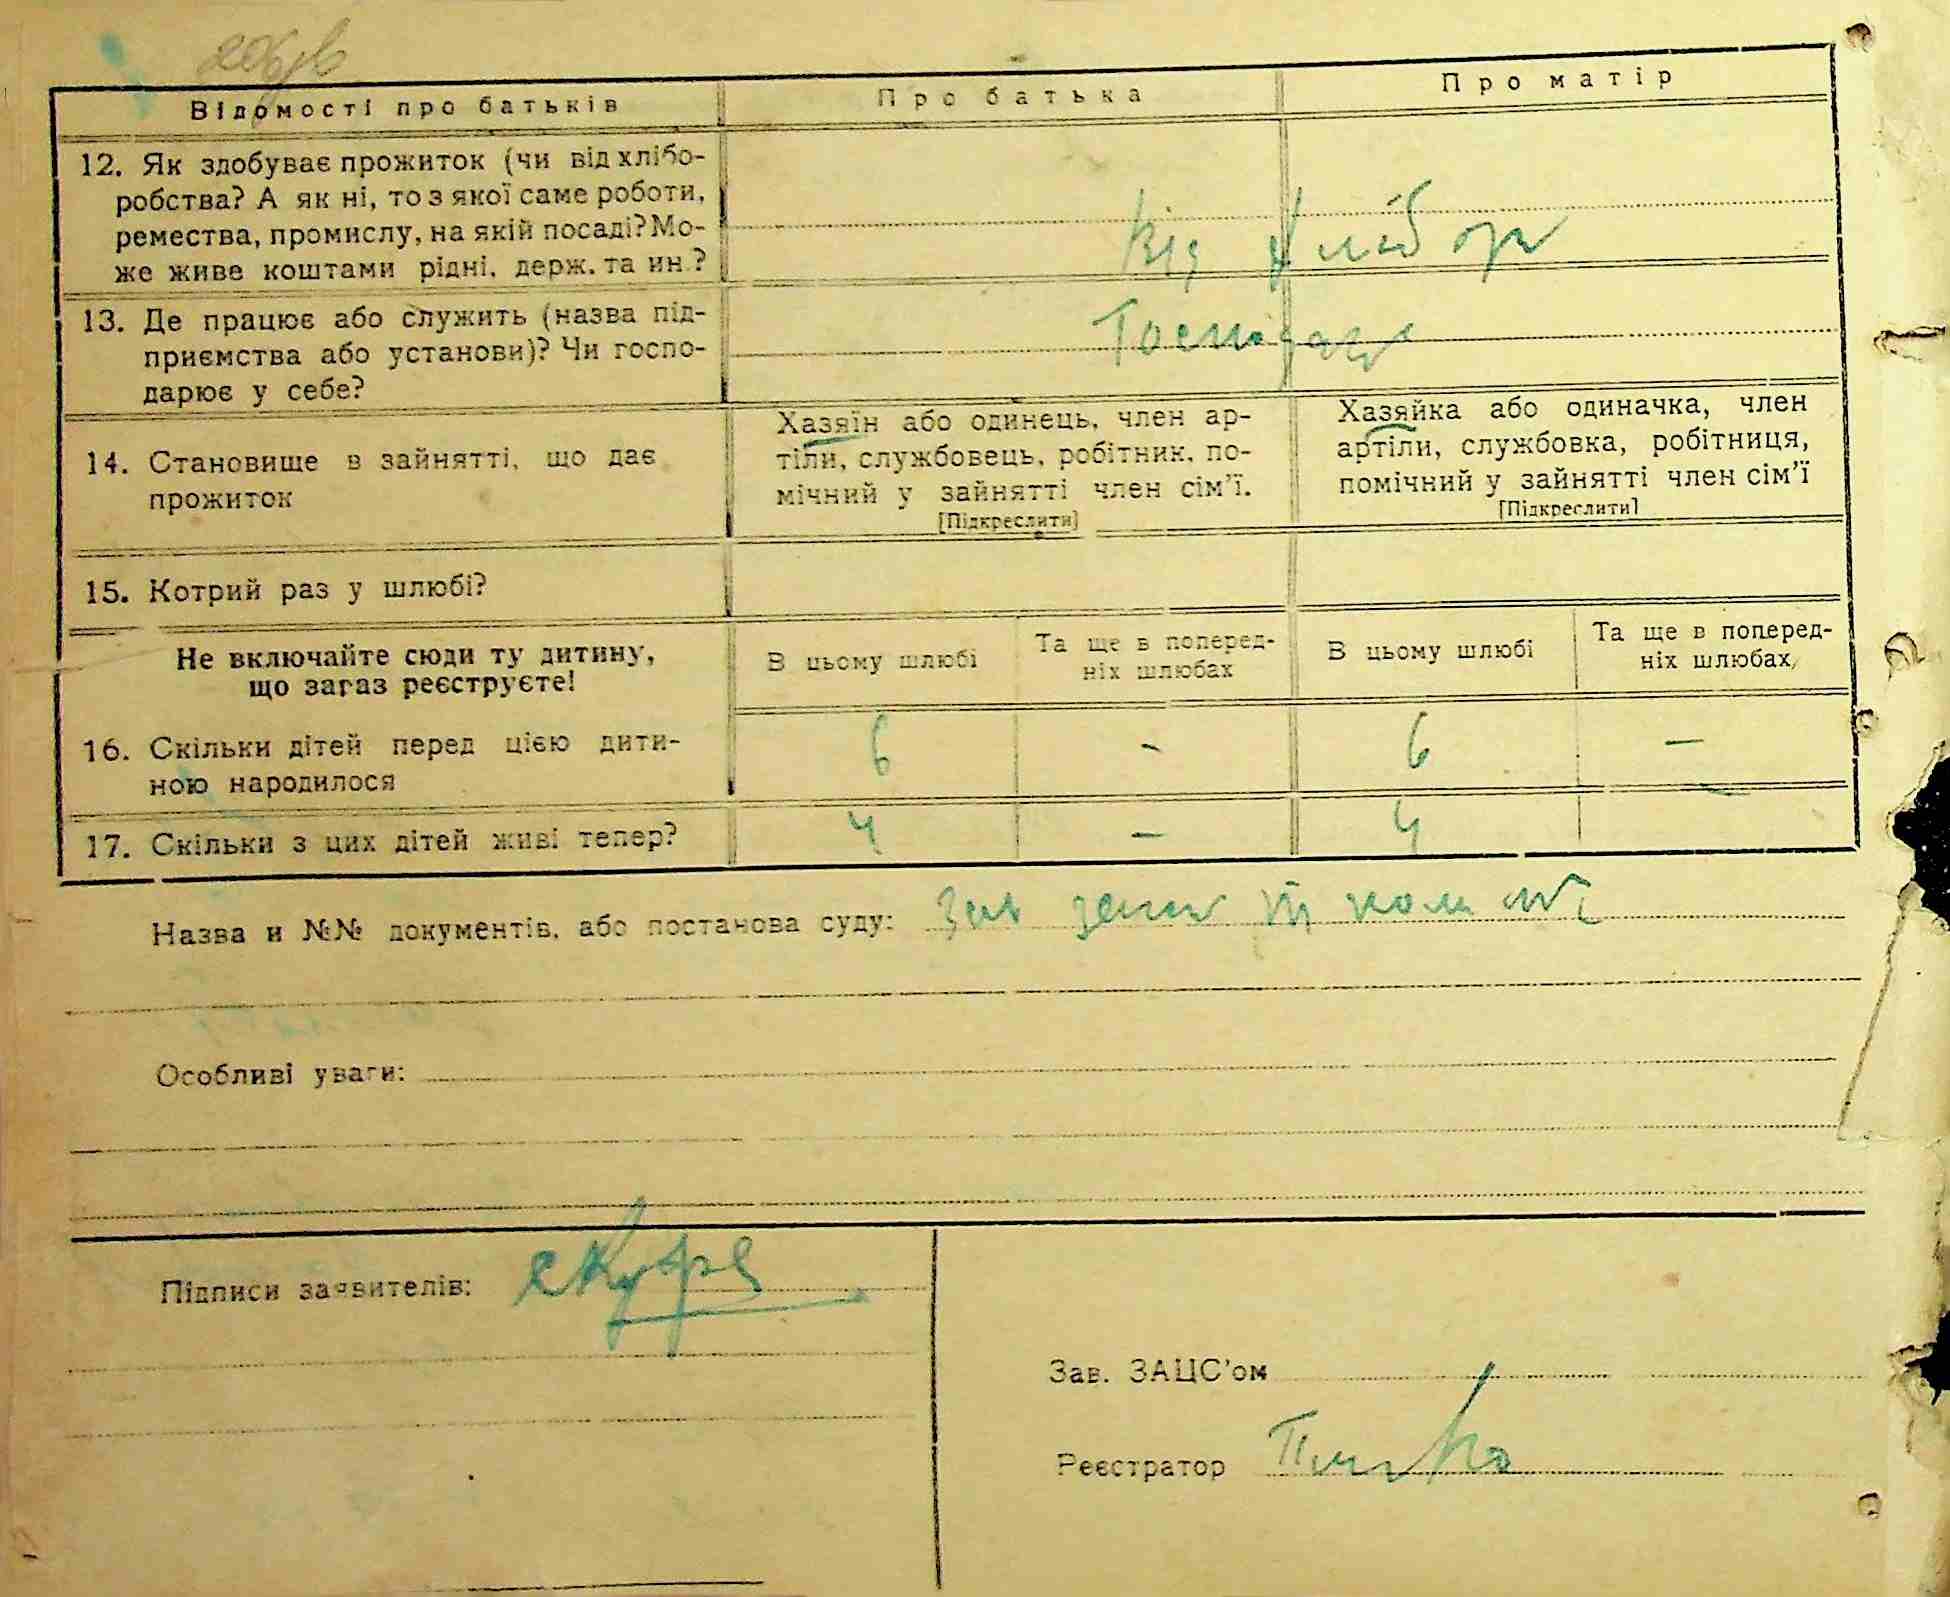 Відомості про батьків
Про батька
Про матір
12. Як здобуває прожиток (чи від хлібо-
робства? А як ні, то з якої саме роботи,
ремества, промислу, на якій посаді? Мо-
же живе коштами рідні, держ. та ин.?
Від
13. Де працює або служить (назва під-
приємства або установи)? Чи госпо-
дарює у себе?
14. Становище в зайнятті, що дає
прожиток
Хазяїн або одинець, член ар-
тіли, службовець, робітник, по-
мічний у зайнятті член сім'ї.
[Підкреслити]
Хазяйка або одиначка, член
артіли, службовка, робітниця,
помічний у зайнятті член сім'ї
[Підкреслити]
15. Котрий раз у шлюбі?
Не включайте сюди ту дитину,
що зараз реєструєте!
В цьому шлюбі
Та ще в поперед-
ніх шлюбах
В цьому шлюбі
Та ще в поперед-
ніх шлюбах
16. Скільки дітей перед цією дити-
ною народилося
6 - 6 —
17. Скільки з цих дітей живі тепер?
4 — 4 —
Назва и №№ документів, або постанова суду:
Особливі уваги:
Підписи заявителів:
Зав. ЗАЦС'ом
Реєстратор